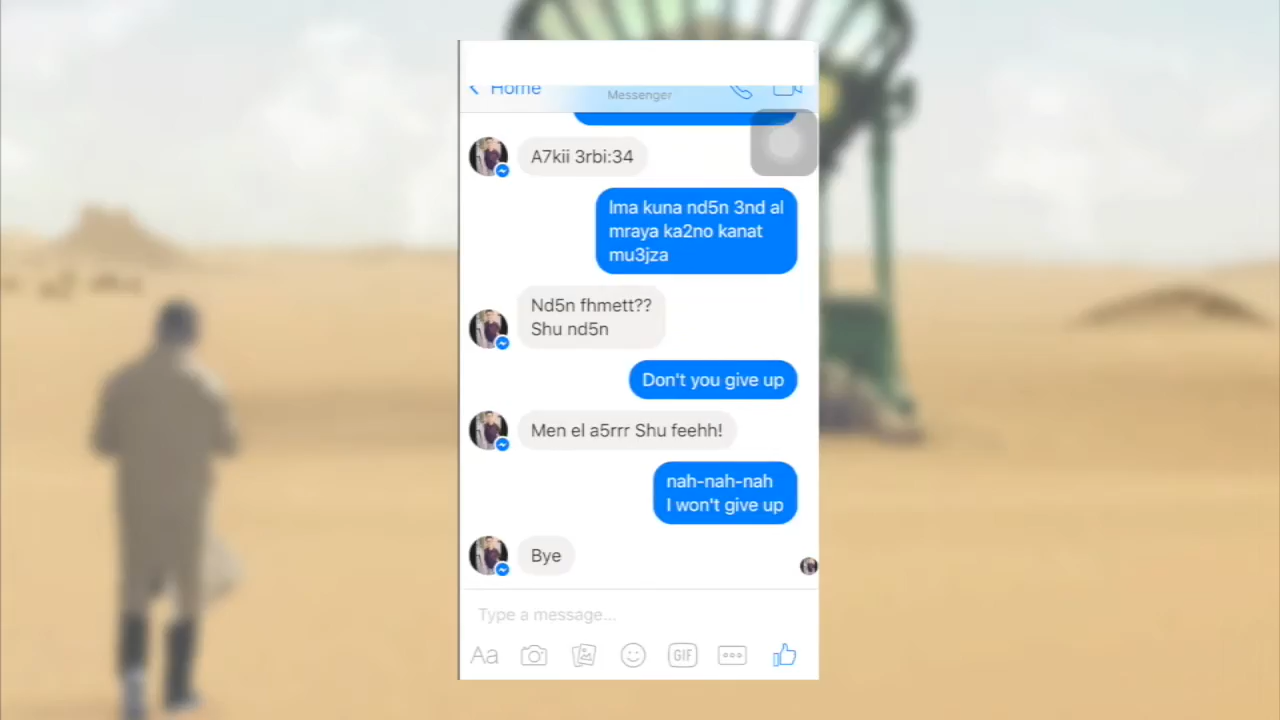 Home
Messenger
A7kii 3rbi:34
Ima kuna nd5n 3nd al
mraya ka2no kanat
mu3jza
Nd5n fhmett??
Shu nd5n
Don't you give up
Men el a5rrr Shu feehh!
nah-nah-nah
I won't give up
Bye
Type a message...
Aa
GIF